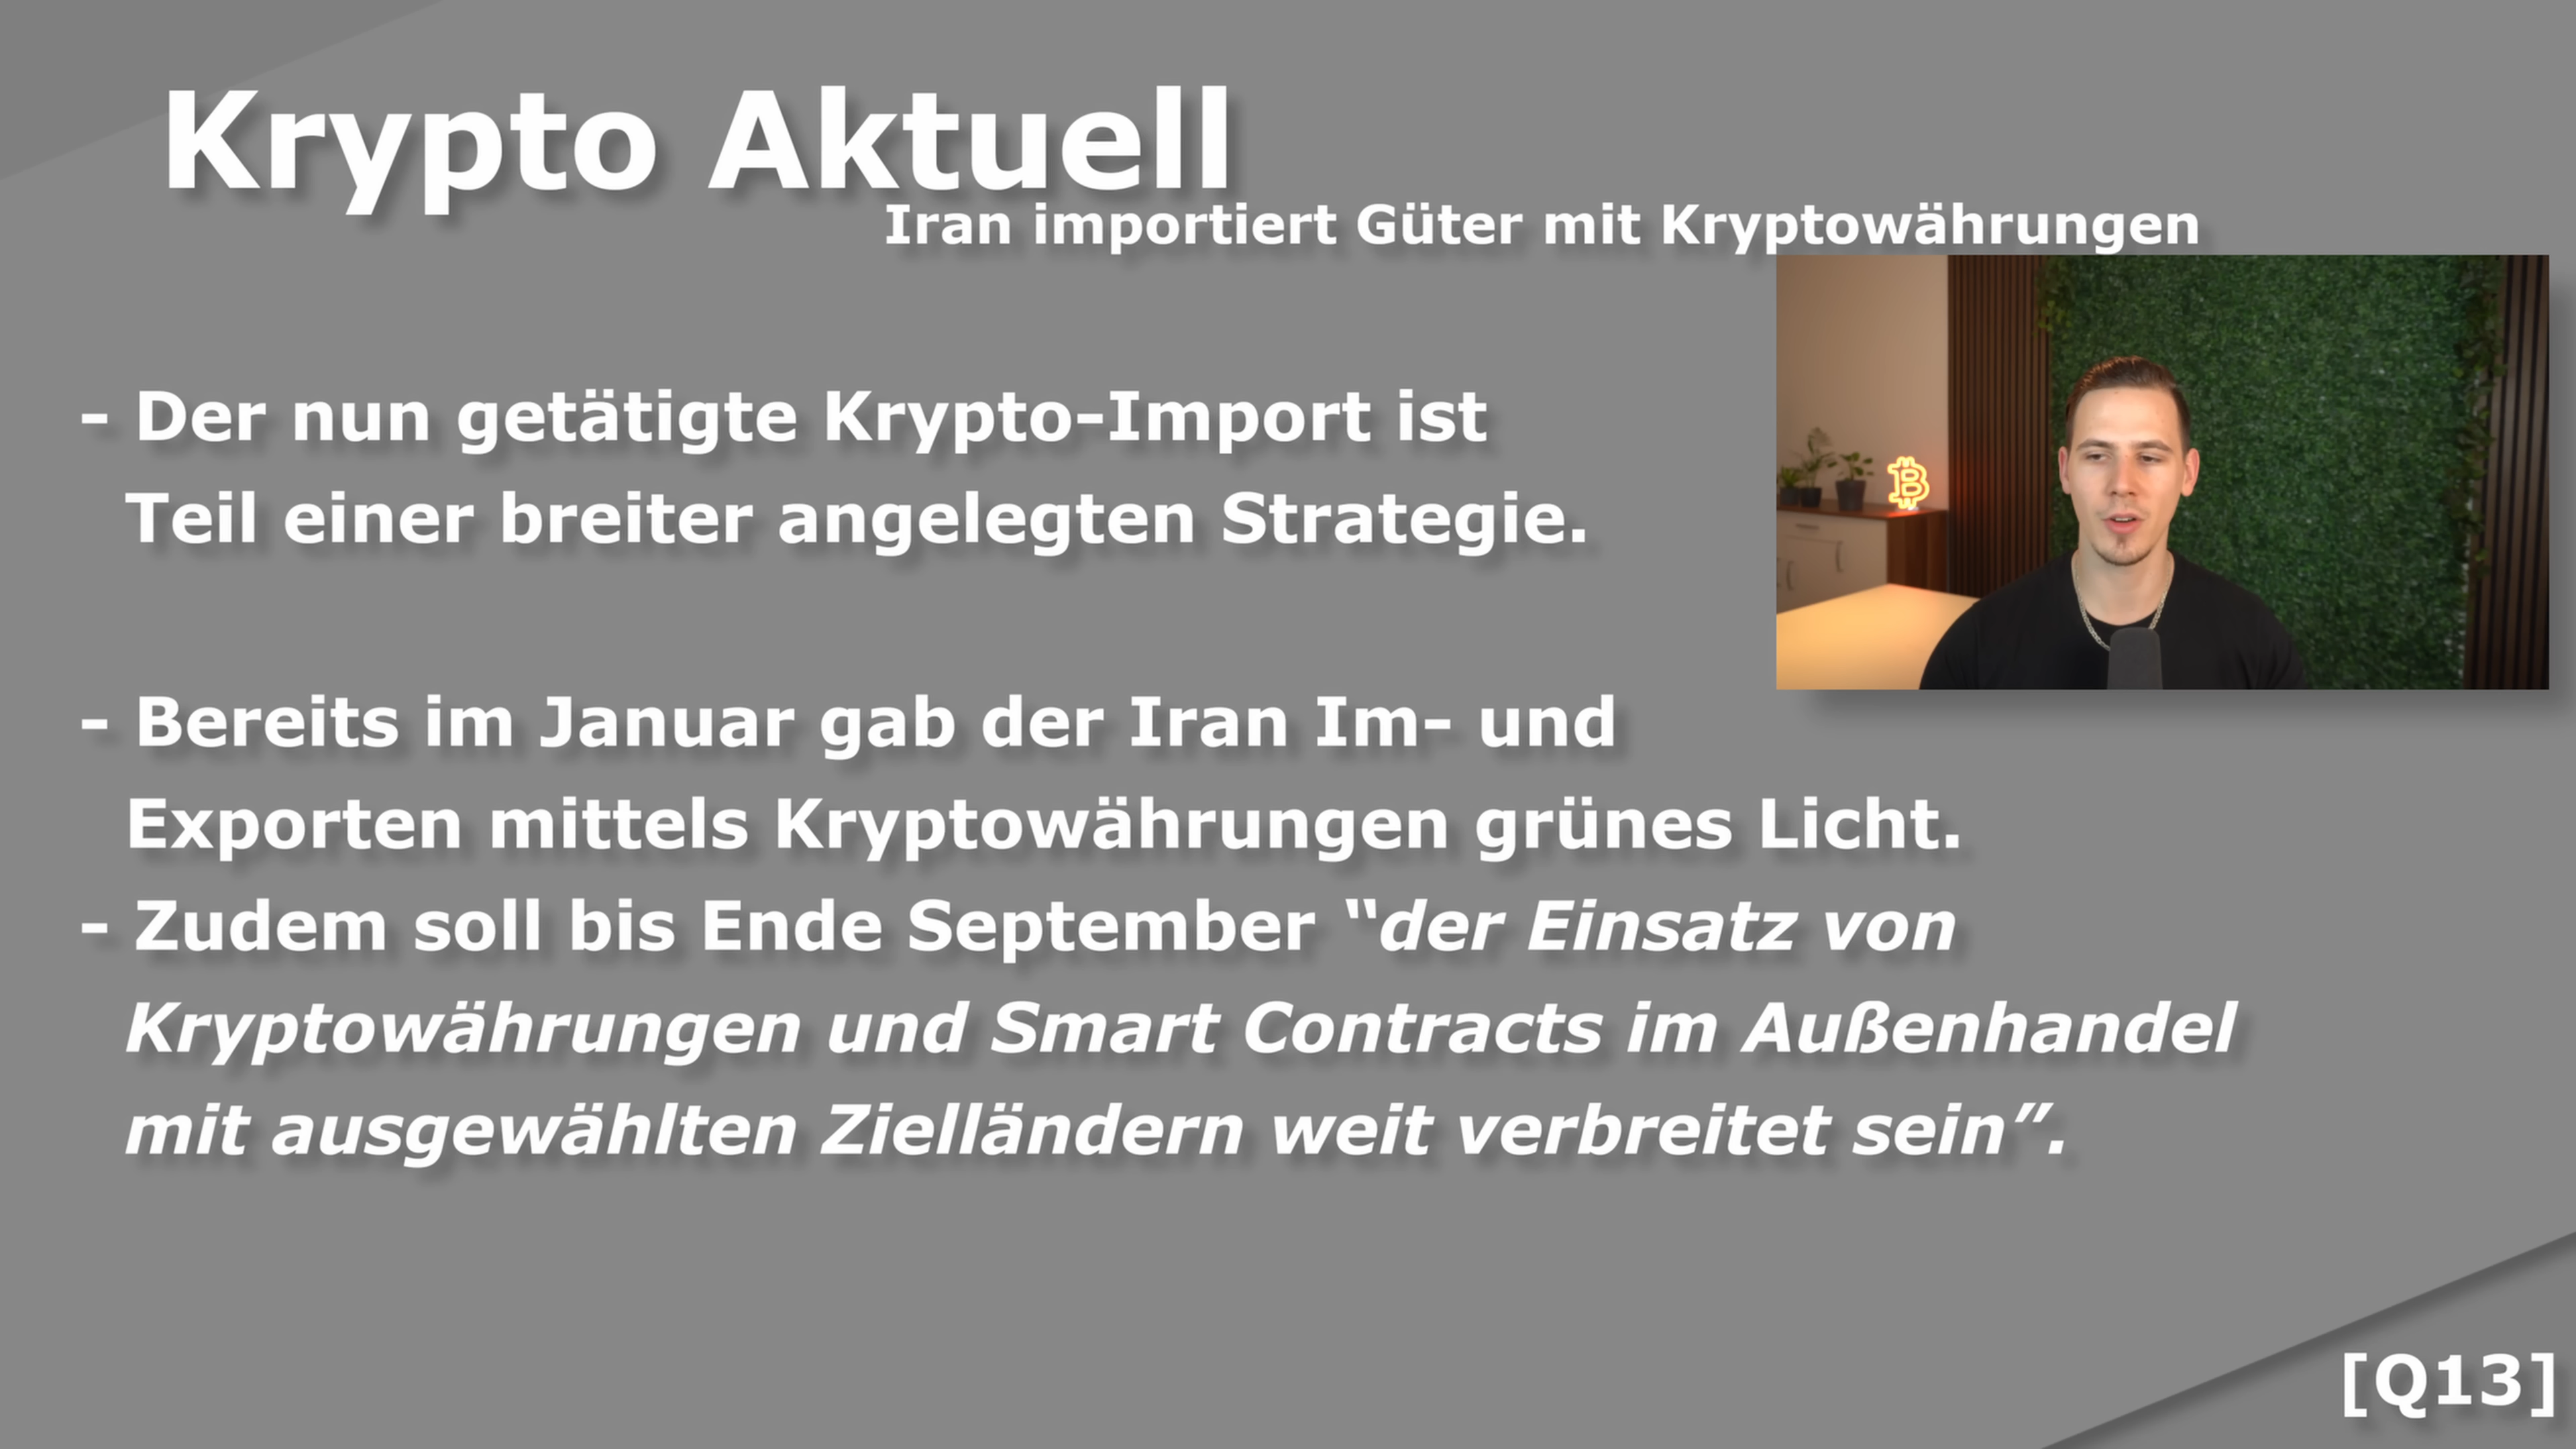 Krypto Aktuell
Iran importiert Güter mit Kryptowährungen
- Der nun getätigte Krypto-Import ist
Teil einer breiter angelegten Strategie.
- Bereits im Januar gab der Iran Im- und
Exporten mittels Kryptowährungen grünes Licht.
- Zudem soll bis Ende September “der Einsatz von
Kryptowährungen und Smart Contracts im Außenhandel
mit ausgewählten Zielländern weit verbreitet sein”.
[Q13]